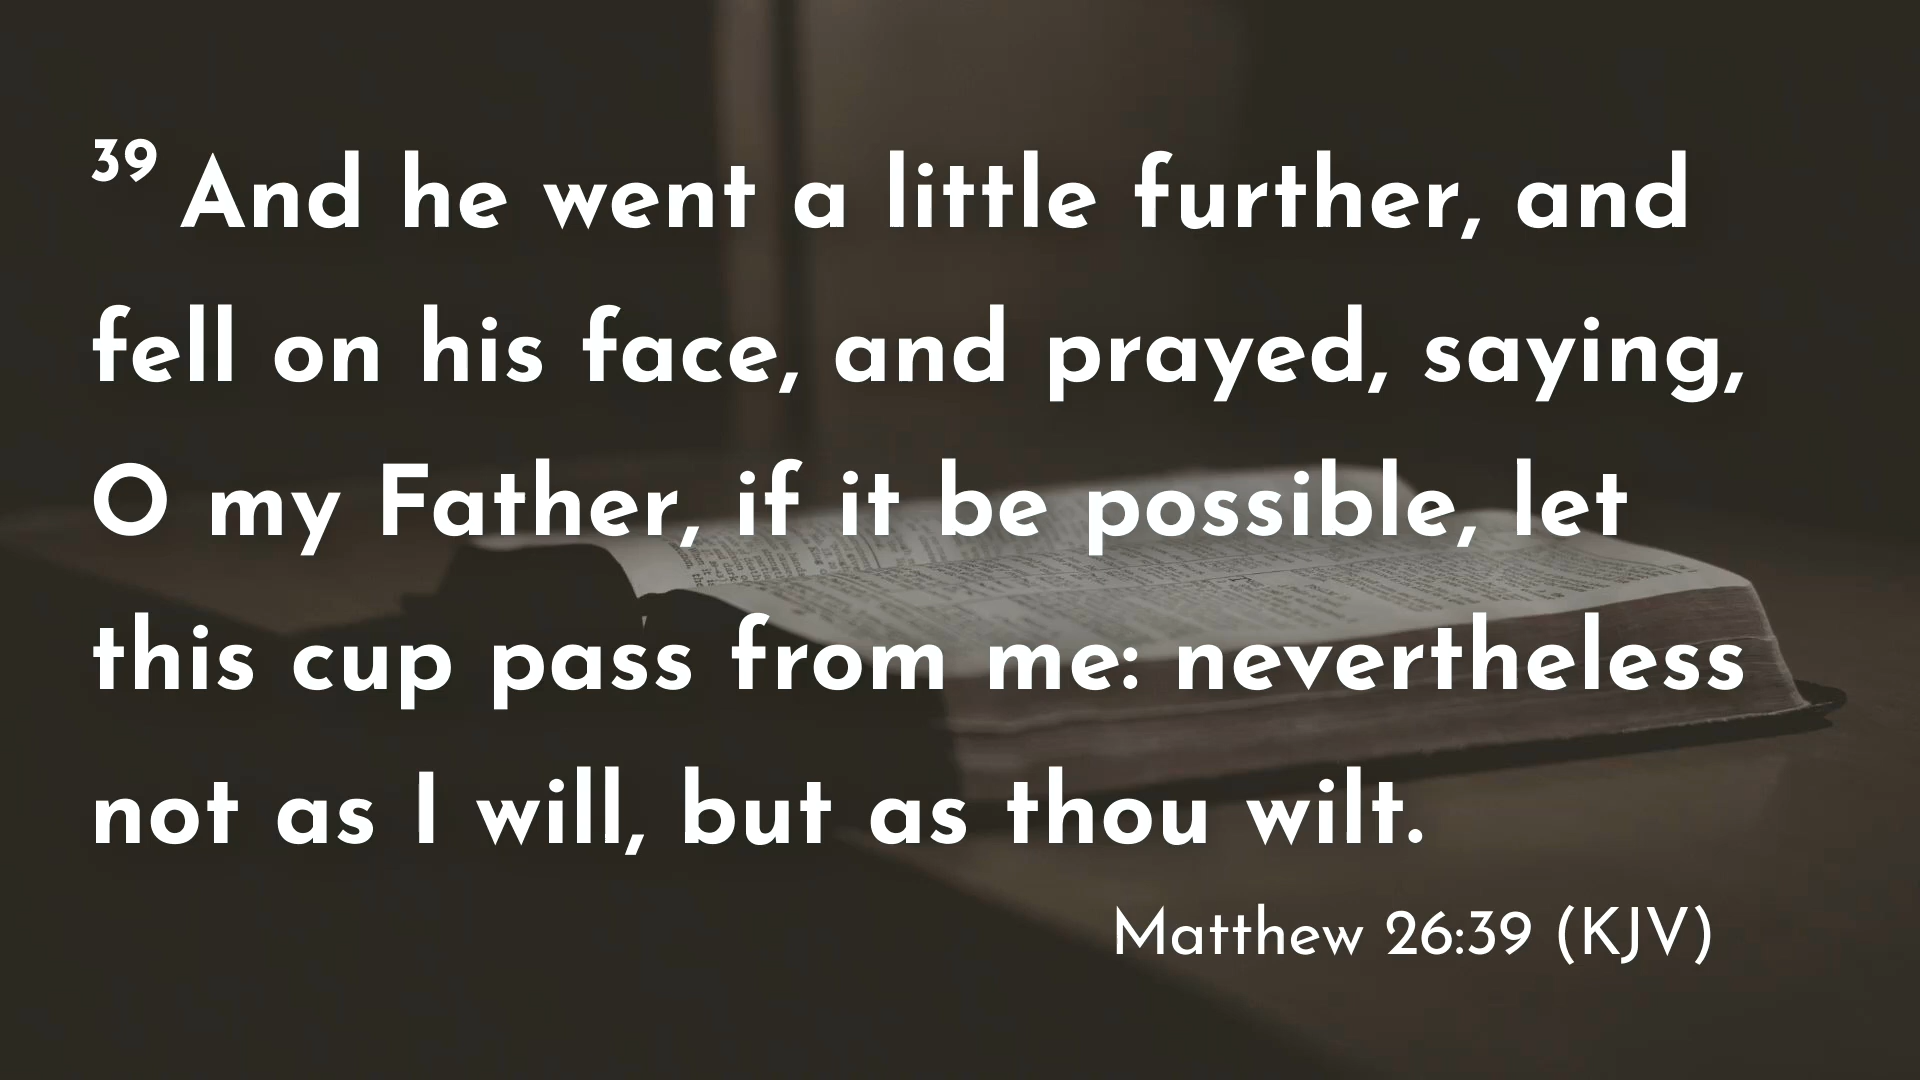 39 And he went a little further, and
fell on his face, and prayed, saying,
O my Father, if it be possible, let
this cup pass from me: nevertheless
not as I will, but as thou wilt.
Matthew 26:39 (KJV)